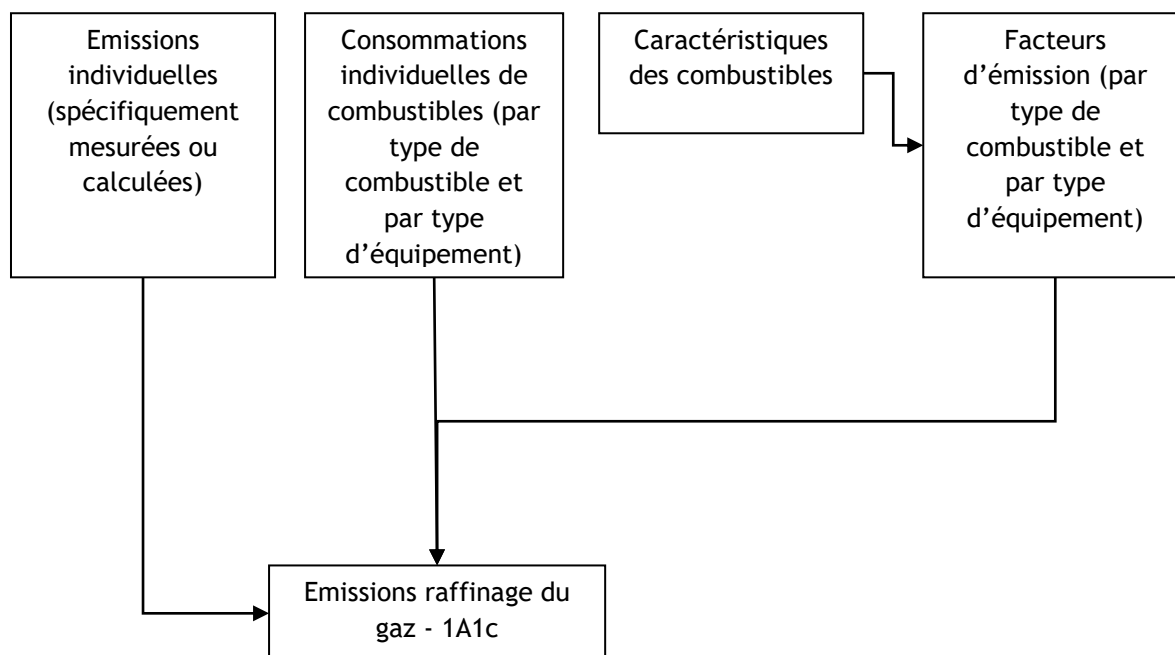 Emissions
individuelles
(spécifiquement
mesurées ou
calculées)
Consommations
individuelles de
combustibles (par
type de
combustible et
par type
d’équipement)
Caractéristiques
des combustibles
Facteurs
d’émission (par
type de
combustible et
par type
d’équipement)
Emissions raffinage du
gaz - 1A1c